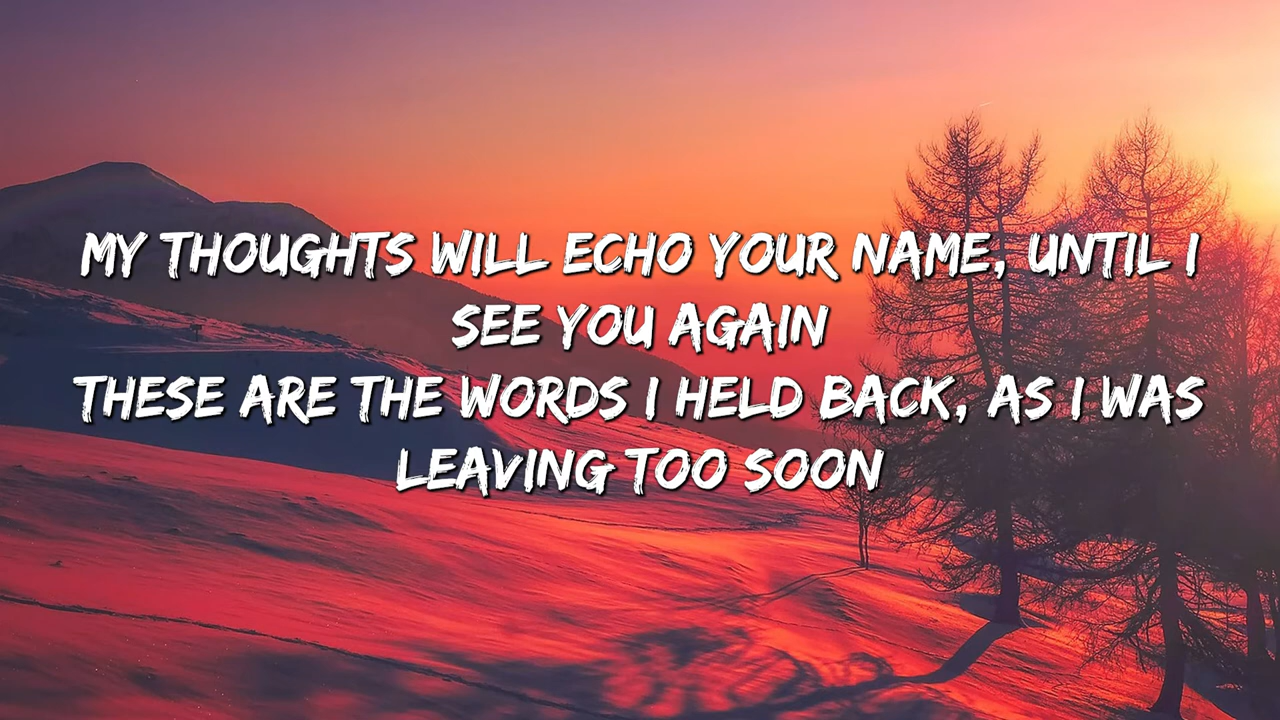 MY THOUGHTS WILL ECHO YOUR NAME, UNTIL I
SEE YOU AGAIN
THESE ARE THE WORDS I HELD BACK, AS I WAS
LEAVING TOO SOON